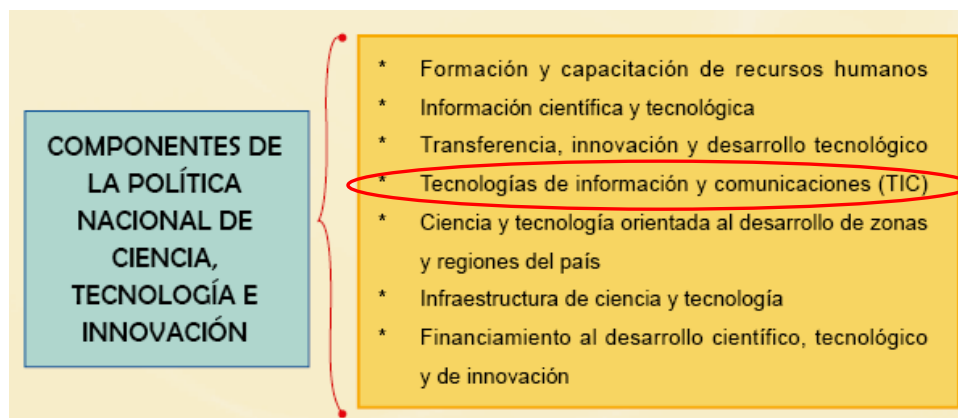 COMPONENTES DE
LA POLÍTICA
NACIONAL DE
CIENCIA,
TECNOLOGÍA E
INNOVACIÓN
* Formación y capacitación de recursos humanos
* Información científica y tecnológica
* Transferencia, innovación y desarrollo tecnológico
* Tecnologías de información y comunicaciones (TIC)
* Ciencia y tecnología orientada al desarrollo de zonas
y regiones del país
* Infraestructura de ciencia y tecnología
* Financiamiento al desarrollo científico, tecnológico
y de innovación